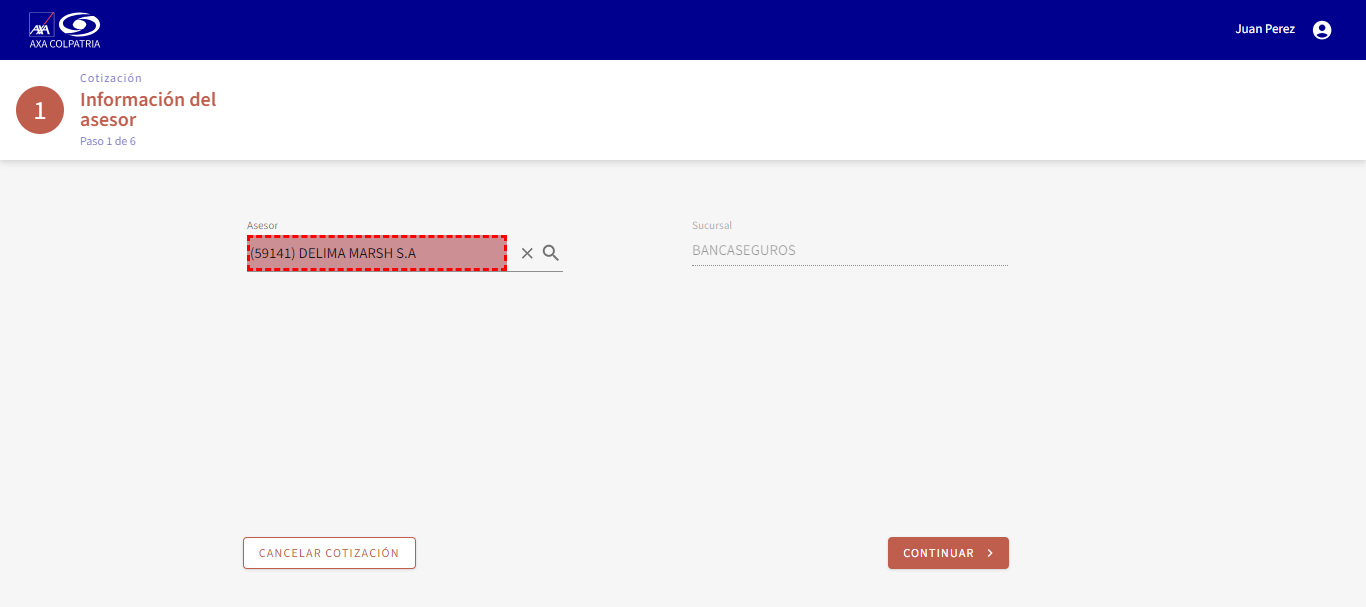 AXA
AXA COLPATRIA
Juan Perez
1
Cotización
Información del
asesor
Paso 1 de 6
Asesor
(59141) DELIMA MARSH S.A
Sucursal
BANCASEGUROS
CANCELAR COTIZACIÓN
CONTINUAR